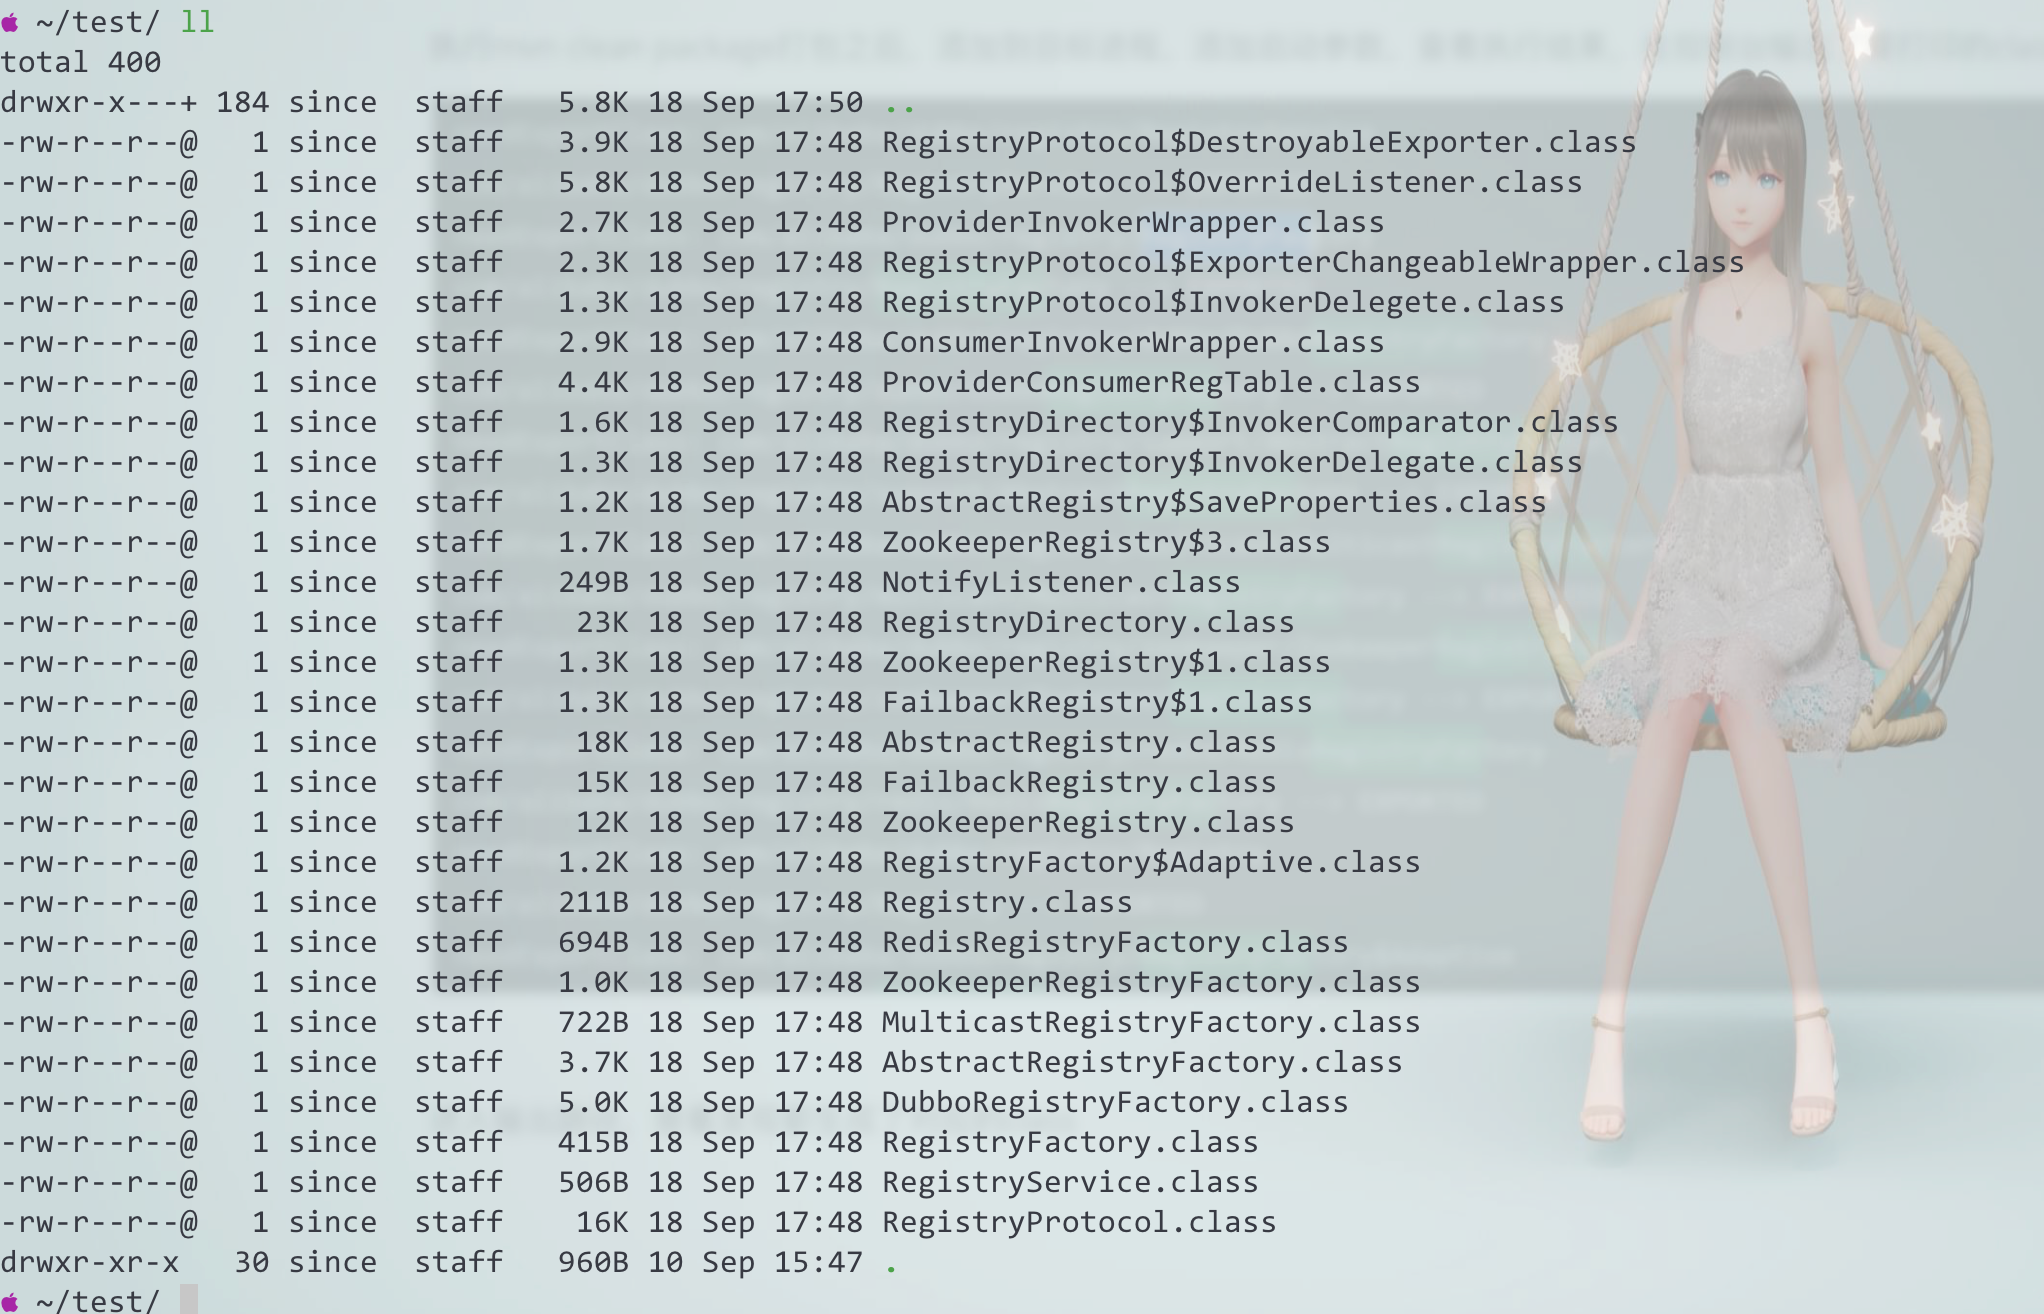 ~/test/ ll
total 400
drwxr-x---+ 184 since  staff   5.8K 18 Sep 17:50 ..
-rw-r--r--@   1 since  staff   3.9K 18 Sep 17:48 RegistryProtocol$DestroyableExporter.class
-rw-r--r--@   1 since  staff   5.8K 18 Sep 17:48 RegistryProtocol$OverrideListener.class
-rw-r--r--@   1 since  staff   2.7K 18 Sep 17:48 ProviderInvokerWrapper.class
-rw-r--r--@   1 since  staff   2.3K 18 Sep 17:48 RegistryProtocol$ExporterChangeableWrapper.class
-rw-r--r--@   1 since  staff   1.3K 18 Sep 17:48 RegistryProtocol$InvokerDelegete.class
-rw-r--r--@   1 since  staff   2.9K 18 Sep 17:48 ConsumerInvokerWrapper.class
-rw-r--r--@   1 since  staff   4.4K 18 Sep 17:48 ProviderConsumerRegTable.class
-rw-r--r--@   1 since  staff   1.6K 18 Sep 17:48 RegistryDirectory$InvokerComparator.class
-rw-r--r--@   1 since  staff   1.3K 18 Sep 17:48 RegistryDirectory$InvokerDelegate.class
-rw-r--r--@   1 since  staff   1.2K 18 Sep 17:48 AbstractRegistry$SaveProperties.class
-rw-r--r--@   1 since  staff   1.7K 18 Sep 17:48 ZookeeperRegistry$3.class
-rw-r--r--@   1 since  staff   249B 18 Sep 17:48 NotifyListener.class
-rw-r--r--@   1 since  staff    23K 18 Sep 17:48 RegistryDirectory.class
-rw-r--r--@   1 since  staff   1.3K 18 Sep 17:48 ZookeeperRegistry$1.class
-rw-r--r--@   1 since  staff   1.3K 18 Sep 17:48 FailbackRegistry$1.class
-rw-r--r--@   1 since  staff    18K 18 Sep 17:48 AbstractRegistry.class
-rw-r--r--@   1 since  staff    15K 18 Sep 17:48 FailbackRegistry.class
-rw-r--r--@   1 since  staff    12K 18 Sep 17:48 ZookeeperRegistry.class
-rw-r--r--@   1 since  staff   1.2K 18 Sep 17:48 RegistryFactory$Adaptive.class
-rw-r--r--@   1 since  staff   211B 18 Sep 17:48 Registry.class
-rw-r--r--@   1 since  staff   694B 18 Sep 17:48 RedisRegistryFactory.class
-rw-r--r--@   1 since  staff   1.0K 18 Sep 17:48 ZookeeperRegistryFactory.class
-rw-r--r--@   1 since  staff   722B 18 Sep 17:48 MulticastRegistryFactory.class
-rw-r--r--@   1 since  staff   3.7K 18 Sep 17:48 AbstractRegistryFactory.class
-rw-r--r--@   1 since  staff   5.0K 18 Sep 17:48 DubboRegistryFactory.class
-rw-r--r--@   1 since  staff   415B 18 Sep 17:48 RegistryFactory.class
-rw-r--r--@   1 since  staff   506B 18 Sep 17:48 RegistryService.class
-rw-r--r--@   1 since  staff    16K 18 Sep 17:48 RegistryProtocol.class
drwxr-xr-x   30 since  staff   960B 10 Sep 15:47 .
~/test/